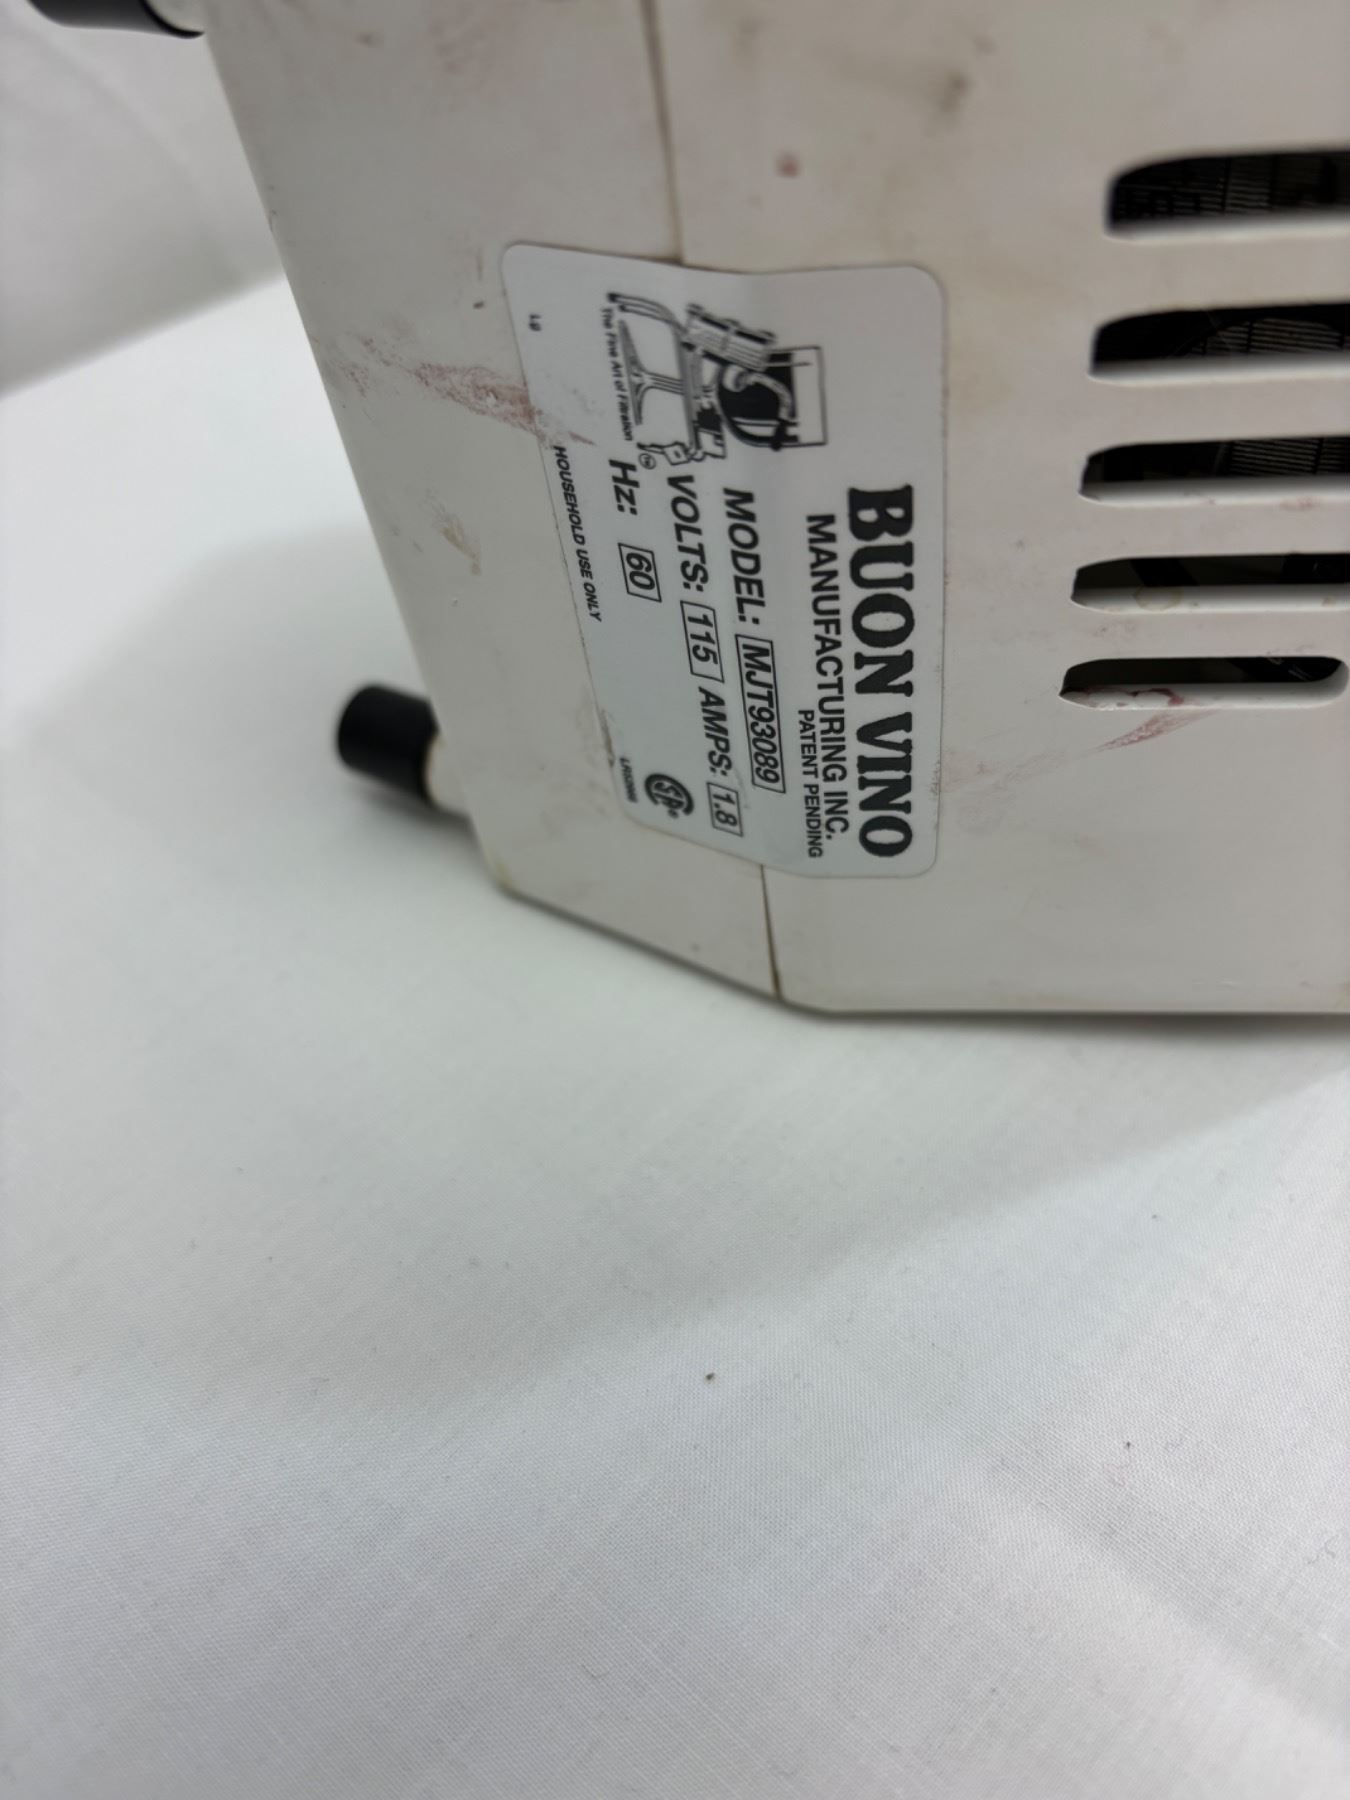 BUON VINO
MANUFACTURING INC.
PATENT PENDING
MODEL: MJT93089
VOLTS: 115 AMPS: 1.8
Hz: 60
The Fine Art of Filtration
HOUSEHOLD USE ONLY